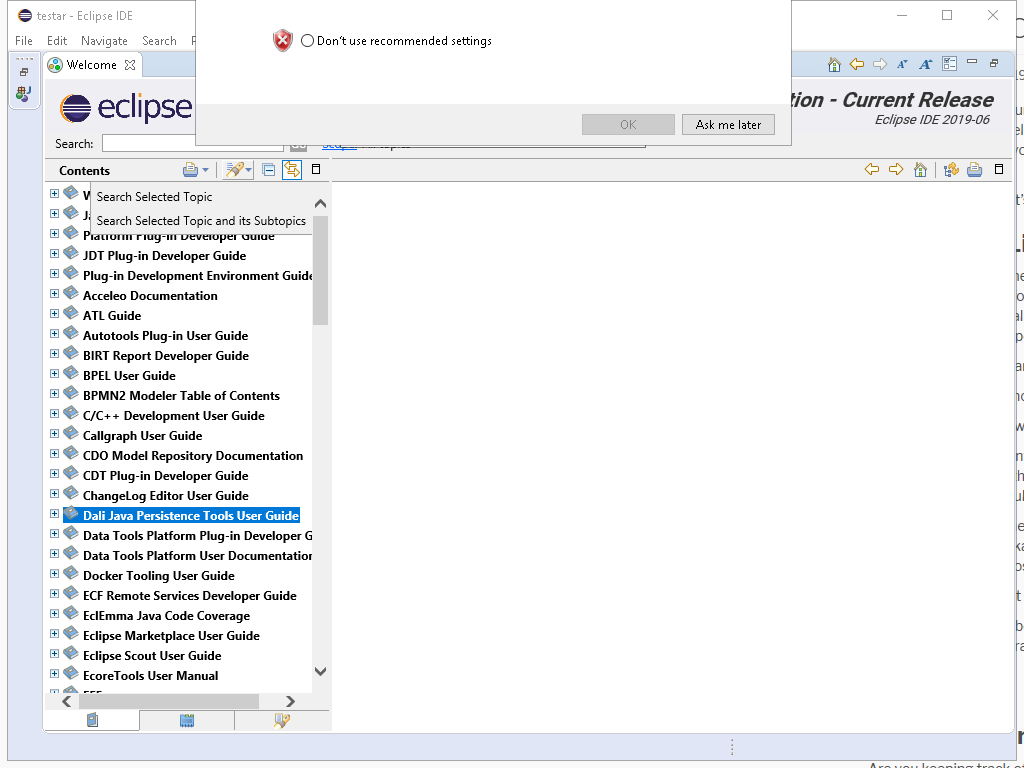 testar - Eclipse IDE
File Edit Navigate Search
Don't use recommended settings
OK
Ask me later
Welcome
eclipse
tion - Current Release
Eclipse IDE 2019-06
Search:
Contents
Search Selected Topic
Search Selected Topic and its Subtopics
Platform Plug-in Developer Guide
JDT Plug-in Developer Guide
Plug-in Development Environment Guide
Acceleo Documentation
ATL Guide
Autotools Plug-in User Guide
BIRT Report Developer Guide
BPEL User Guide
BPMN2 Modeler Table of Contents
C/C++ Development User Guide
Callgraph User Guide
CDO Model Repository Documentation
CDT Plug-in Developer Guide
ChangeLog Editor User Guide
Dali Java Persistence Tools User Guide
Data Tools Platform Plug-in Developer G
Data Tools Platform User Documentation
Docker Tooling User Guide
ECF Remote Services Developer Guide
EclEmma Java Code Coverage
Eclipse Marketplace User Guide
Eclipse Scout User Guide
EcoreTools User Manual